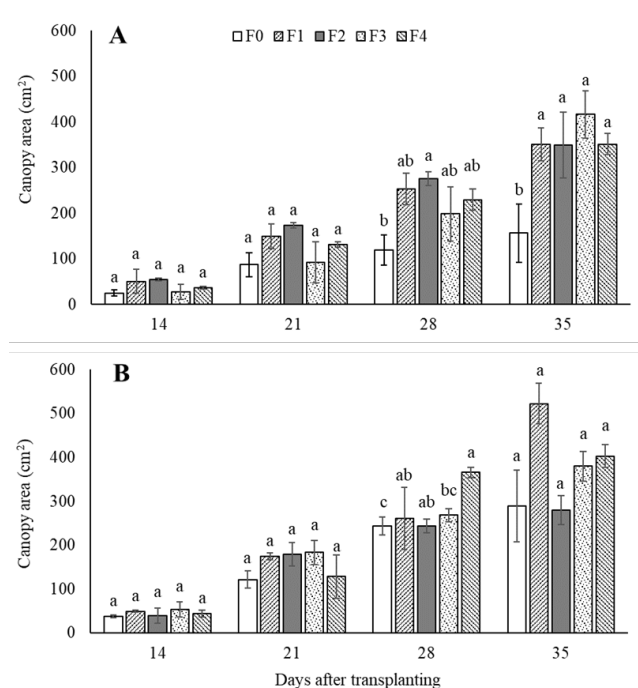 A
F0 F1 F2 F3 F4
Canopy area (cm²)
600
500
400
300
200
100
0
a a a a a
a a a a a
b ab a ab ab
b a a a a
14 21 28 35
B
Canopy area (cm²)
600
500
400
300
200
100
0
a a a a a
a a a a a
c ab ab bc a
a a a a a
14 21 28 35
Days after transplanting